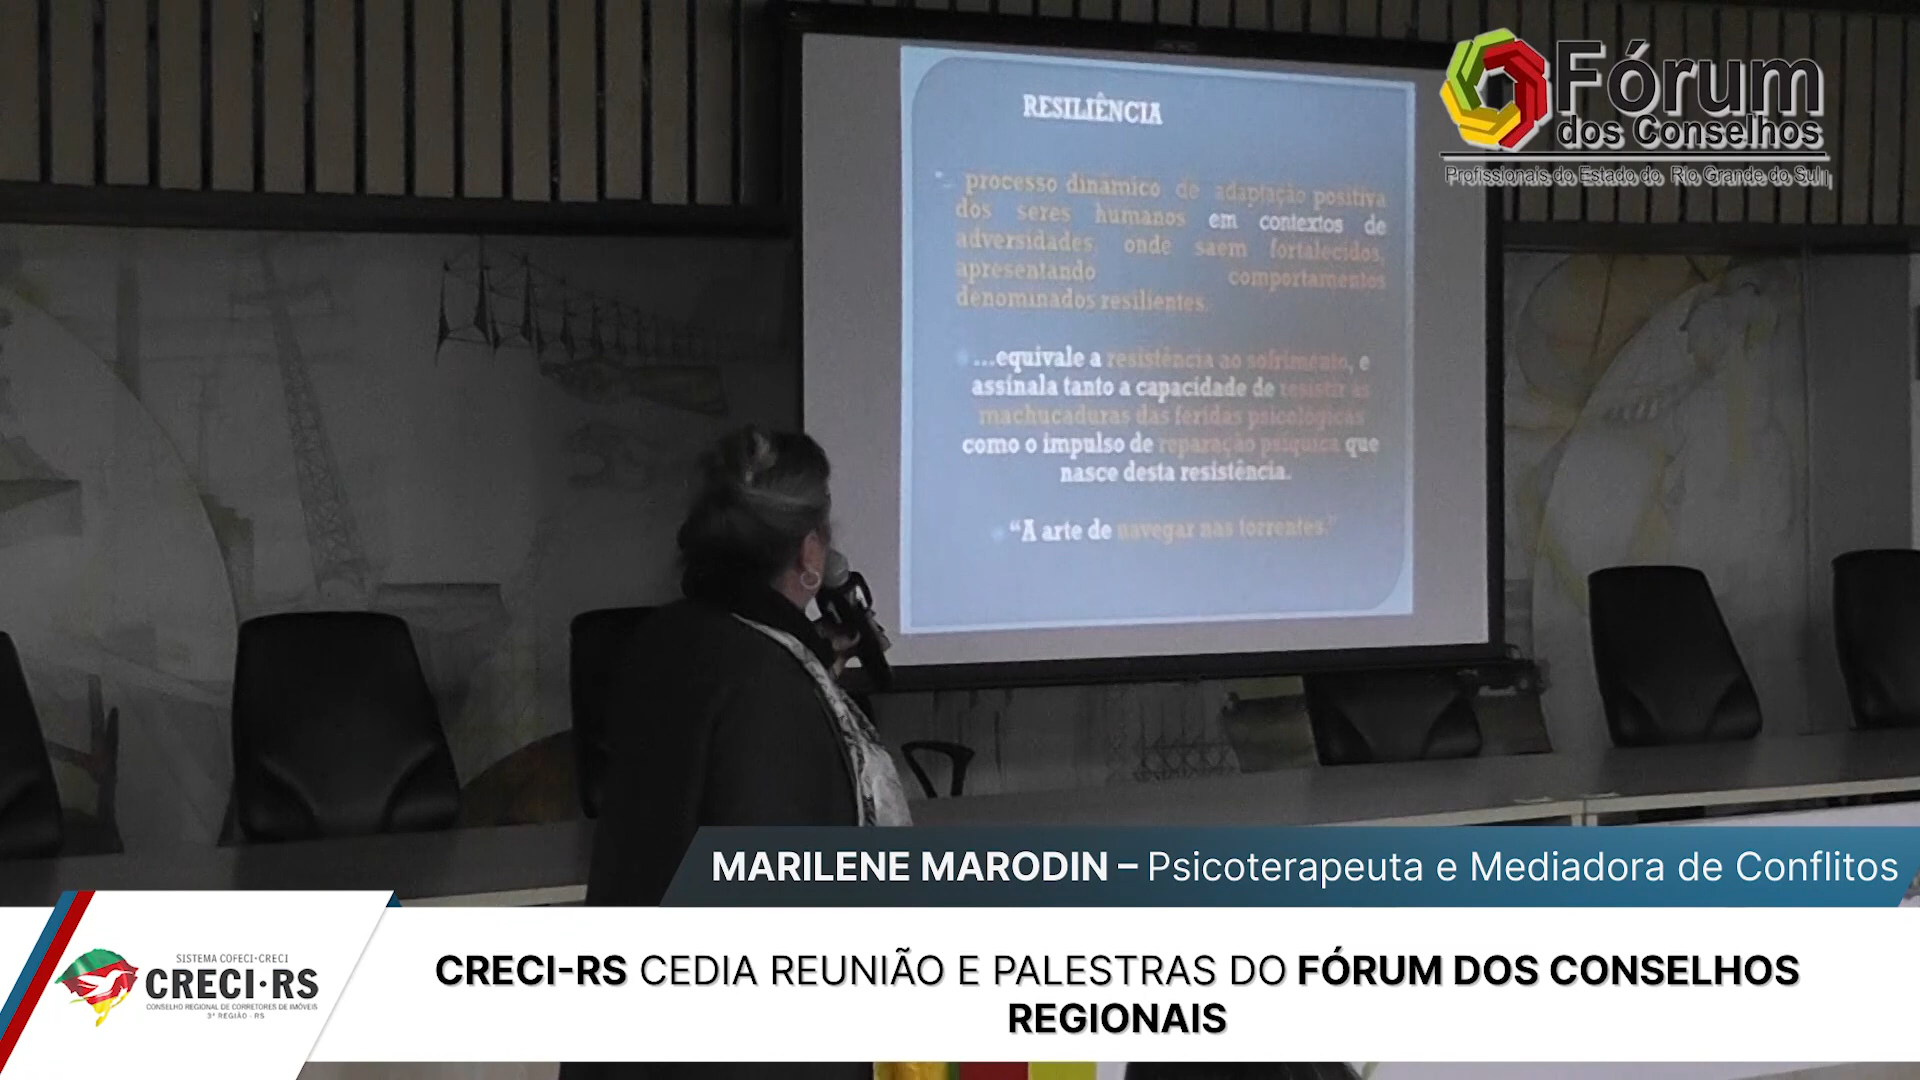 RESILIÊNCIA
processo dinâmico de adaptação positiva
dos seres humanos em contextos de
adversidades, onde saem fortalecidos,
apresentando comportamentos
denominados resilientes.
...equivale a resistência ao sofrimento, e
assinala tanto a capacidade de resistir às
machucaduras das feridas psicológicas
como o impulso de reparação psíquica que
nasce desta resistência.
“A arte de navegar nas torrentes.”
Fórum
dos Conselhos
Profissionais do Estado do Rio Grande do Sul
MARILENE MARODIN – Psicoterapeuta e Mediadora de Conflitos
SISTEMA COFECI-CRECI
CRECI-RS
CONSELHO REGIONAL DE CORRETORES DE IMÓVEIS
3ª REGIÃO - RS
CRECI-RS CEDIA REUNIÃO E PALESTRAS DO FÓRUM DOS CONSELHOS
REGIONAIS